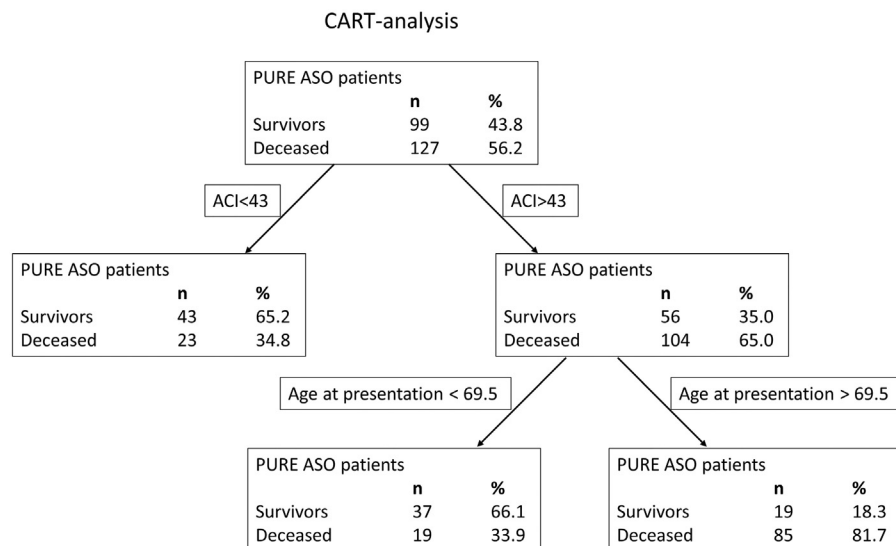 CART-analysis
PURE ASO patients
n %
Survivors 99 43.8
Deceased 127 56.2
ACI<43
ACI>43
PURE ASO patients
n %
Survivors 43 65.2
Deceased 23 34.8
PURE ASO patients
n %
Survivors 56 35.0
Deceased 104 65.0
Age at presentation < 69.5
Age at presentation > 69.5
PURE ASO patients
n %
Survivors 37 66.1
Deceased 19 33.9
PURE ASO patients
n %
Survivors 19 18.3
Deceased 85 81.7